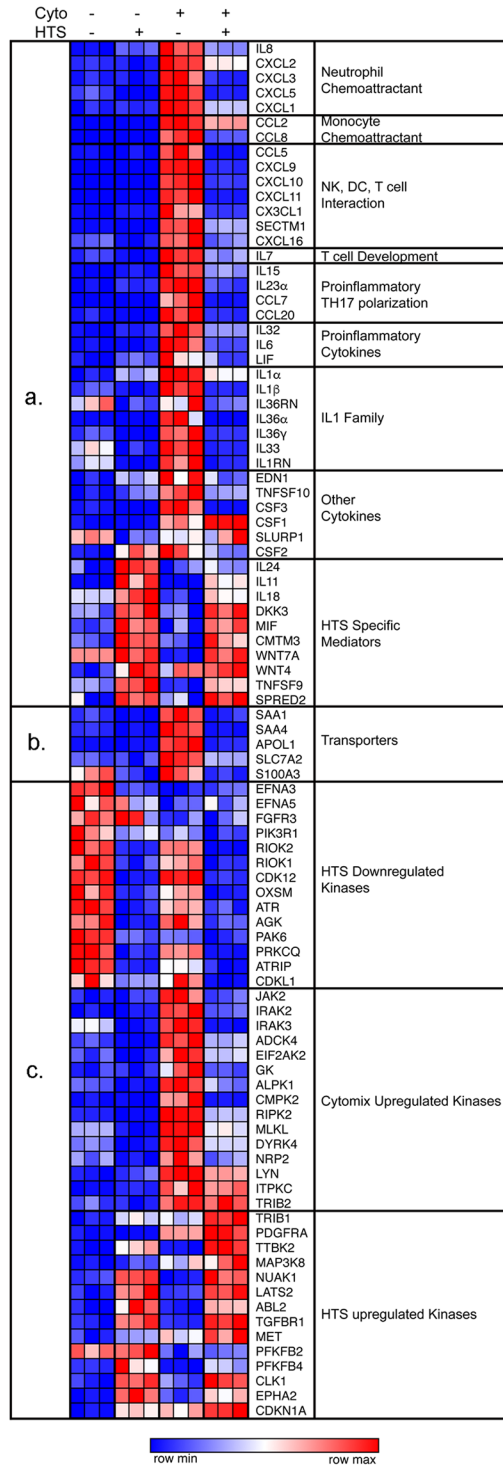 Cyto - - + +
HTS - + - +
a.
IL8
CXCL2
CXCL3
CXCL5
CXCL1
Neutrophil
Chemoattractant
CCL2
CCL8
Monocyte
Chemoattractant
CCL5
CXCL9
CXCL10
CXCL11
CX3CL1
SECTM1
CXCL16
NK, DC, T cell
Interaction
IL7
T cell Development
IL15
IL23α
CCL7
CCL20
Proinflammatory
TH17 polarization
IL32
IL6
LIF
Proinflammatory
Cytokines
IL1α
IL1β
IL36RN
IL36α
IL36γ
IL33
IL1RN
IL1 Family
EDN1
TNFSF10
CSF3
CSF1
SLURP1
CSF2
Other
Cytokines
IL24
IL11
IL18
DKK3
MIF
CMTM3
WNT7A
WNT4
TNFSF9
SPRED2
HTS Specific
Mediators
b.
SAA1
SAA4
APOL1
SLC7A2
S100A3
Transporters
c.
EFNA3
EFNA5
FGFR3
PIK3R1
RIOK2
RIOK1
CDK12
OXSM
ATR
AGK
PAK6
PRKCQ
ATRIP
CDKL1
HTS Downregulated
Kinases
JAK2
IRAK2
IRAK3
ADCK4
EIF2AK2
GK
ALPK1
CMPK2
RIPK2
MLKL
DYRK4
NRP2
LYN
ITPKC
TRIB2
Cytomix Upregulated Kinases
TRIB1
PDGFRA
TTBK2
MAP3K8
NUAK1
LATS2
ABL2
TGFBR1
MET
PFKFB2
PFKFB4
CLK1
EPHA2
CDKN1A
HTS upregulated Kinases
row min row max